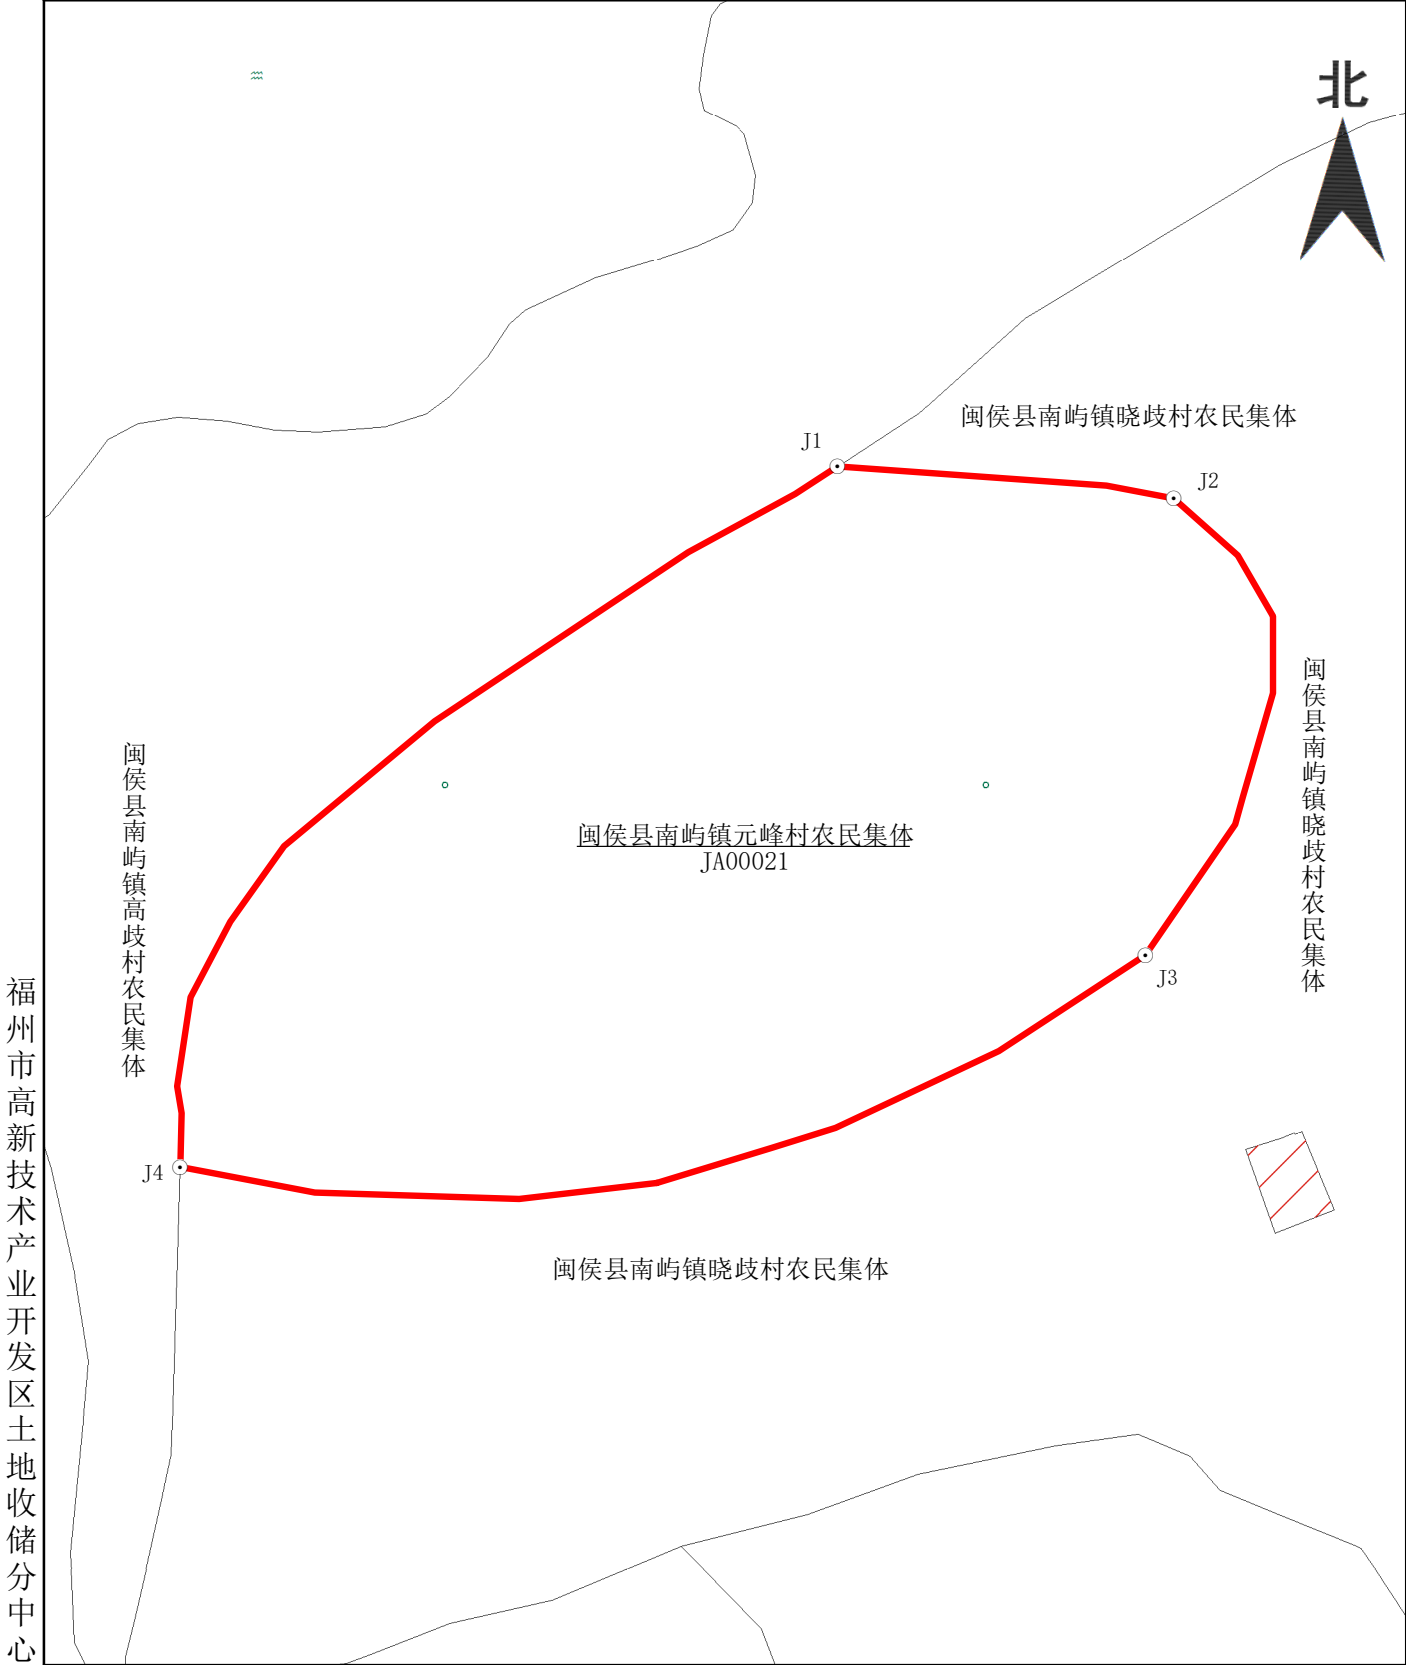 北
闽侯县南屿镇晓歧村农民集体
J1
J2
闽侯县南屿镇晓歧村农民集体
闽侯县南屿镇高歧村农民集体
闽侯县南屿镇元峰村农民集体
JA00021
J3
J4
闽侯县南屿镇晓歧村农民集体
福州市高新技术产业开发区土地收储分中心